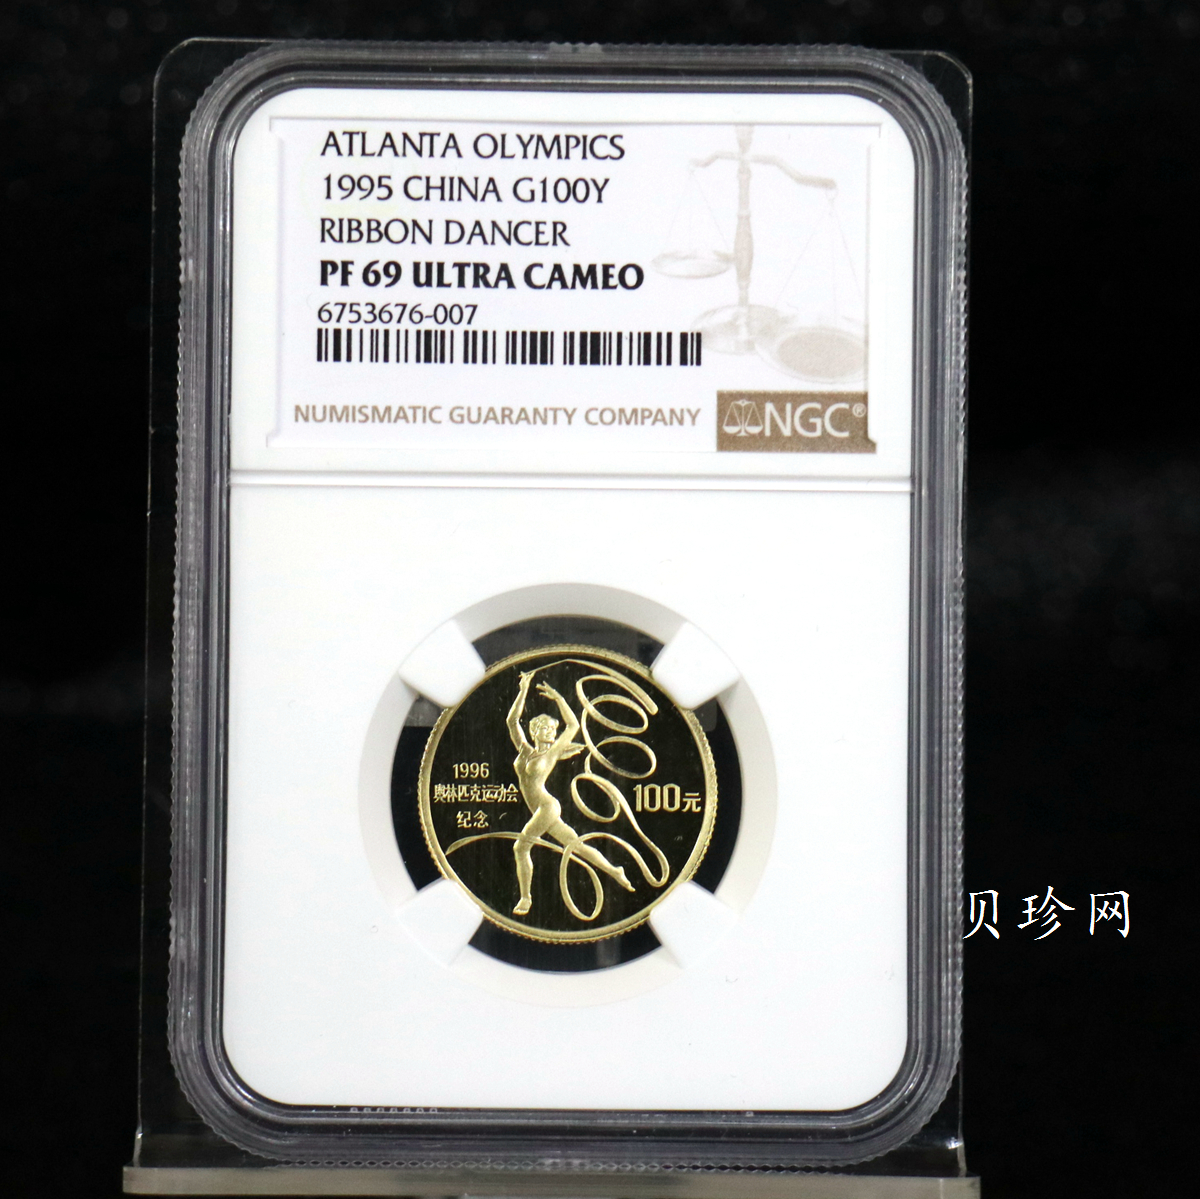 ATLANTA OLYMPICS
1995 CHINA G100Y
RIBBON DANCER
PF 69 ULTRA CAMEO
6753676-007
NUMISMATIC GUARANTY COMPANY
NGC®
1996
奥林匹克运动会
纪念
100元
贝珍网